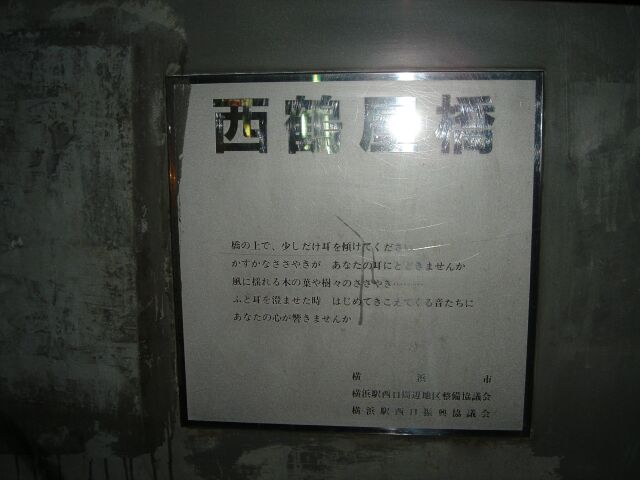 西鶴屋橋
橋の上で、少しだけ耳を傾けてください
かすかなささやきが　あなたの耳にとどきませんか
風に揺れる木の葉や樹々のささやき………
ふと耳を澄ませた時　はじめてきこえてくる音たちに
あなたの心が響きませんか
横浜市
横浜駅西口周辺地区整備協議会
横浜駅西口振興協議会